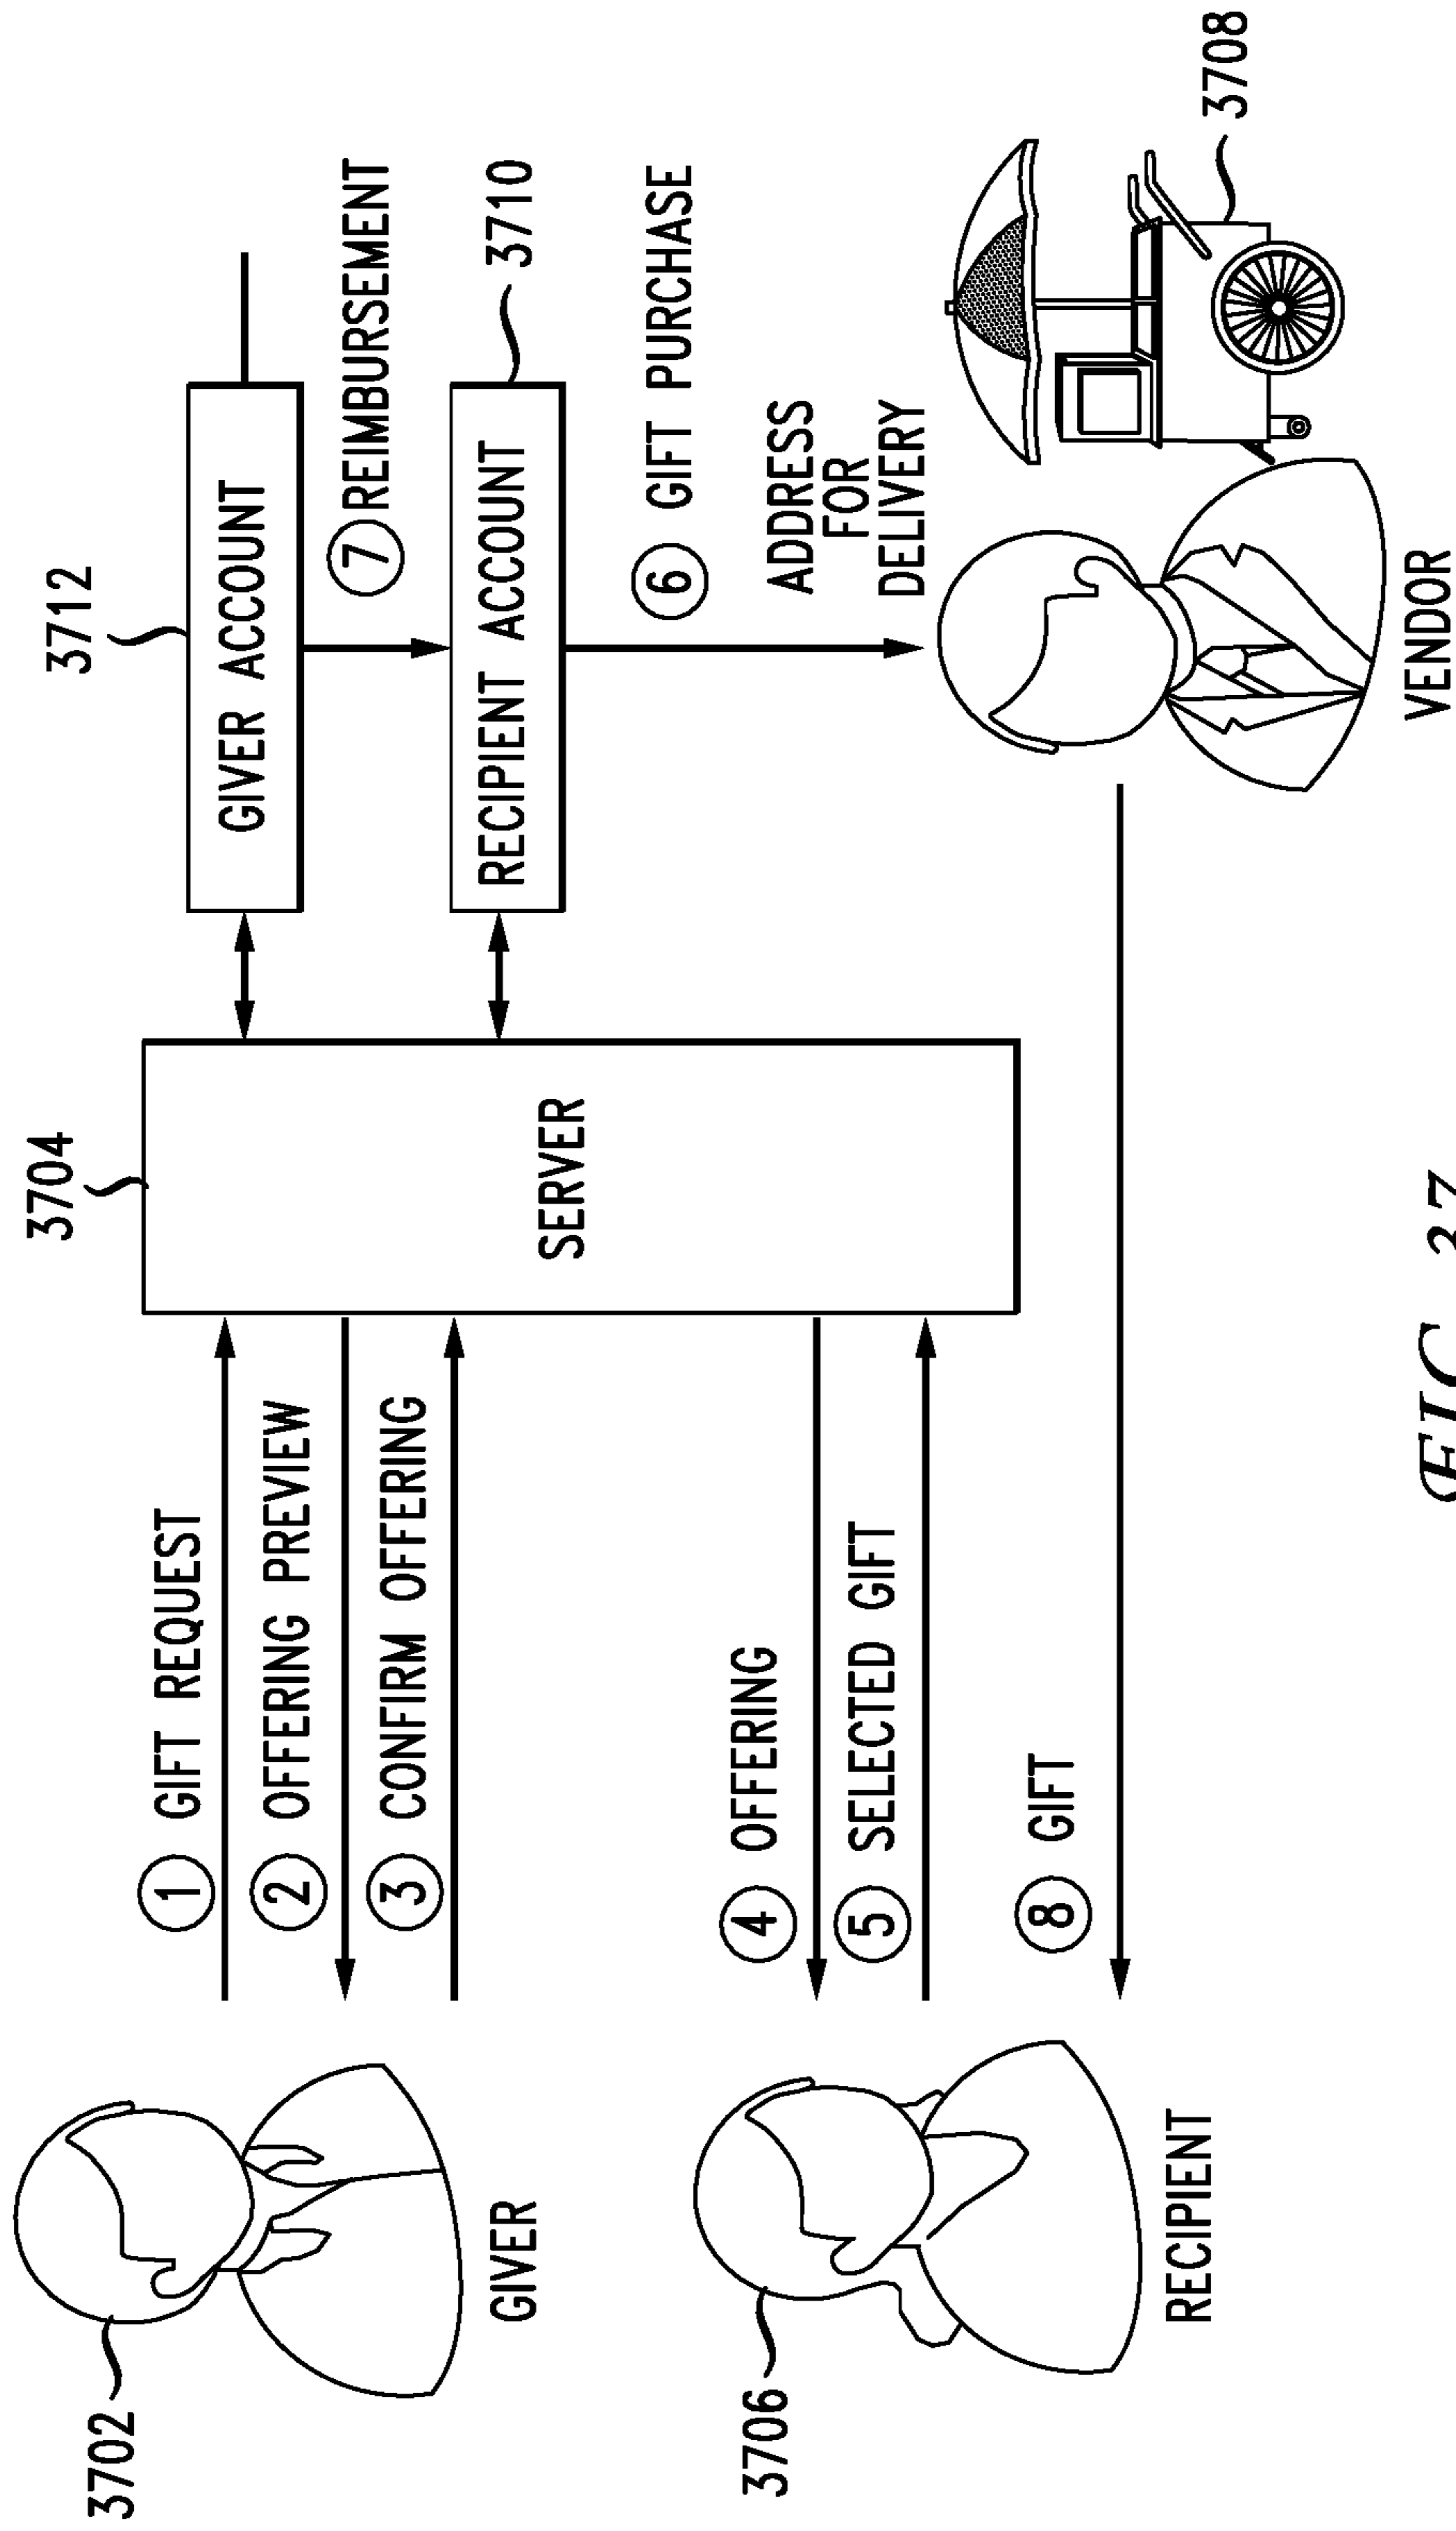 3702
GIVER
① GIFT REQUEST
② OFFERING PREVIEW
③ CONFIRM OFFERING
3704
SERVER
3712
GIVER ACCOUNT
⑦ REIMBURSEMENT
RECIPIENT ACCOUNT
3710
⑥ GIFT PURCHASE
ADDRESS
FOR
DELIVERY
3706
RECIPIENT
④ OFFERING
⑤ SELECTED GIFT
⑧ GIFT
VENDOR
3708
FIG. 37